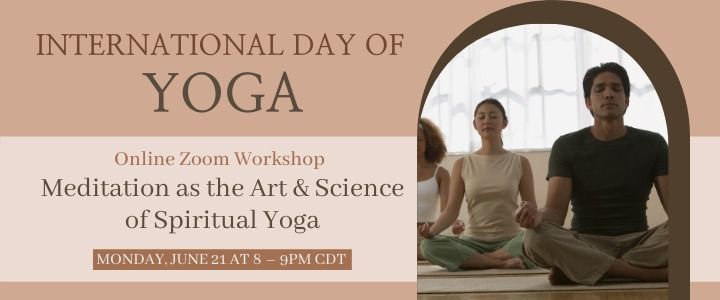 INTERNATIONAL DAY OF
YOGA
Online Zoom Workshop
Meditation as the Art & Science
of Spiritual Yoga
MONDAY, JUNE 21 AT 8 – 9PM CDT